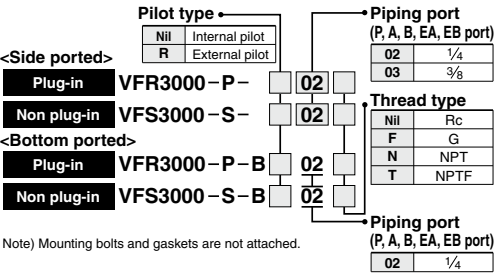 Pilot type
Nil Internal pilot
R External pilot
Piping port
(P, A, B, EA, EB port)
02 1/4
03 3/8
<Side ported>
Plug-in VFR3000-P- 02
Non plug-in VFS3000-S- 02
Thread type
Nil Rc
F G
N NPT
T NPTF
<Bottom ported>
Plug-in VFR3000-P-B 02
Non plug-in VFS3000-S-B 02
Piping port
(P, A, B, EA, EB port)
02 1/4
Note) Mounting bolts and gaskets are not attached.